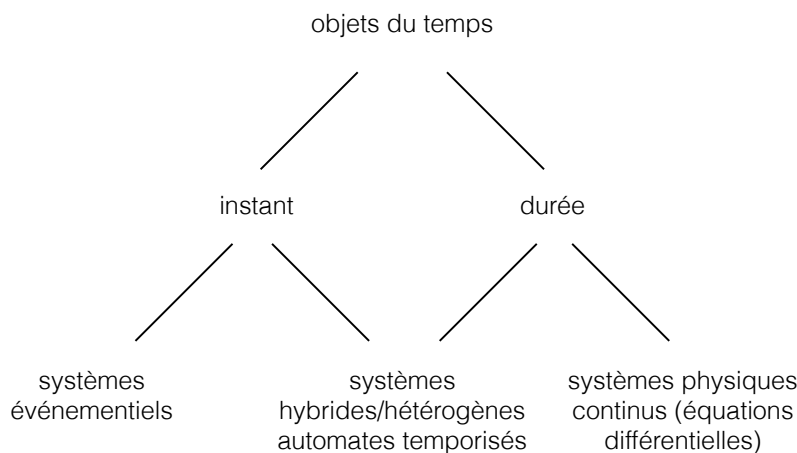 objets du temps
instant
durée
systèmes
événementiels
systèmes
hybrides/hétérogènes
automates temporisés
systèmes physiques
continus (équations
différentielles)